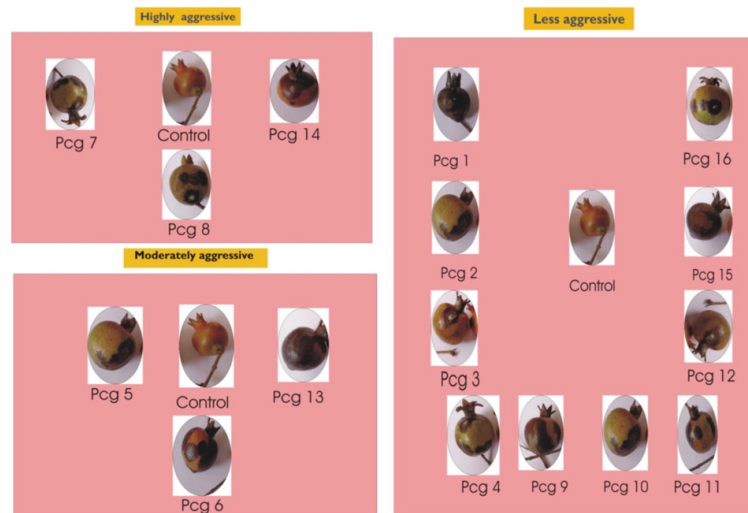 Highly aggressive
Pcg 7
Control
Pcg 14
Pcg 8
Moderately aggressive
Pcg 5
Control
Pcg 13
Pcg 6
Less aggressive
Pcg 1
Pcg 16
Pcg 2
Control
Pcg 15
Pcg 3
Pcg 12
Pcg 4
Pcg 9
Pcg 10
Pcg 11